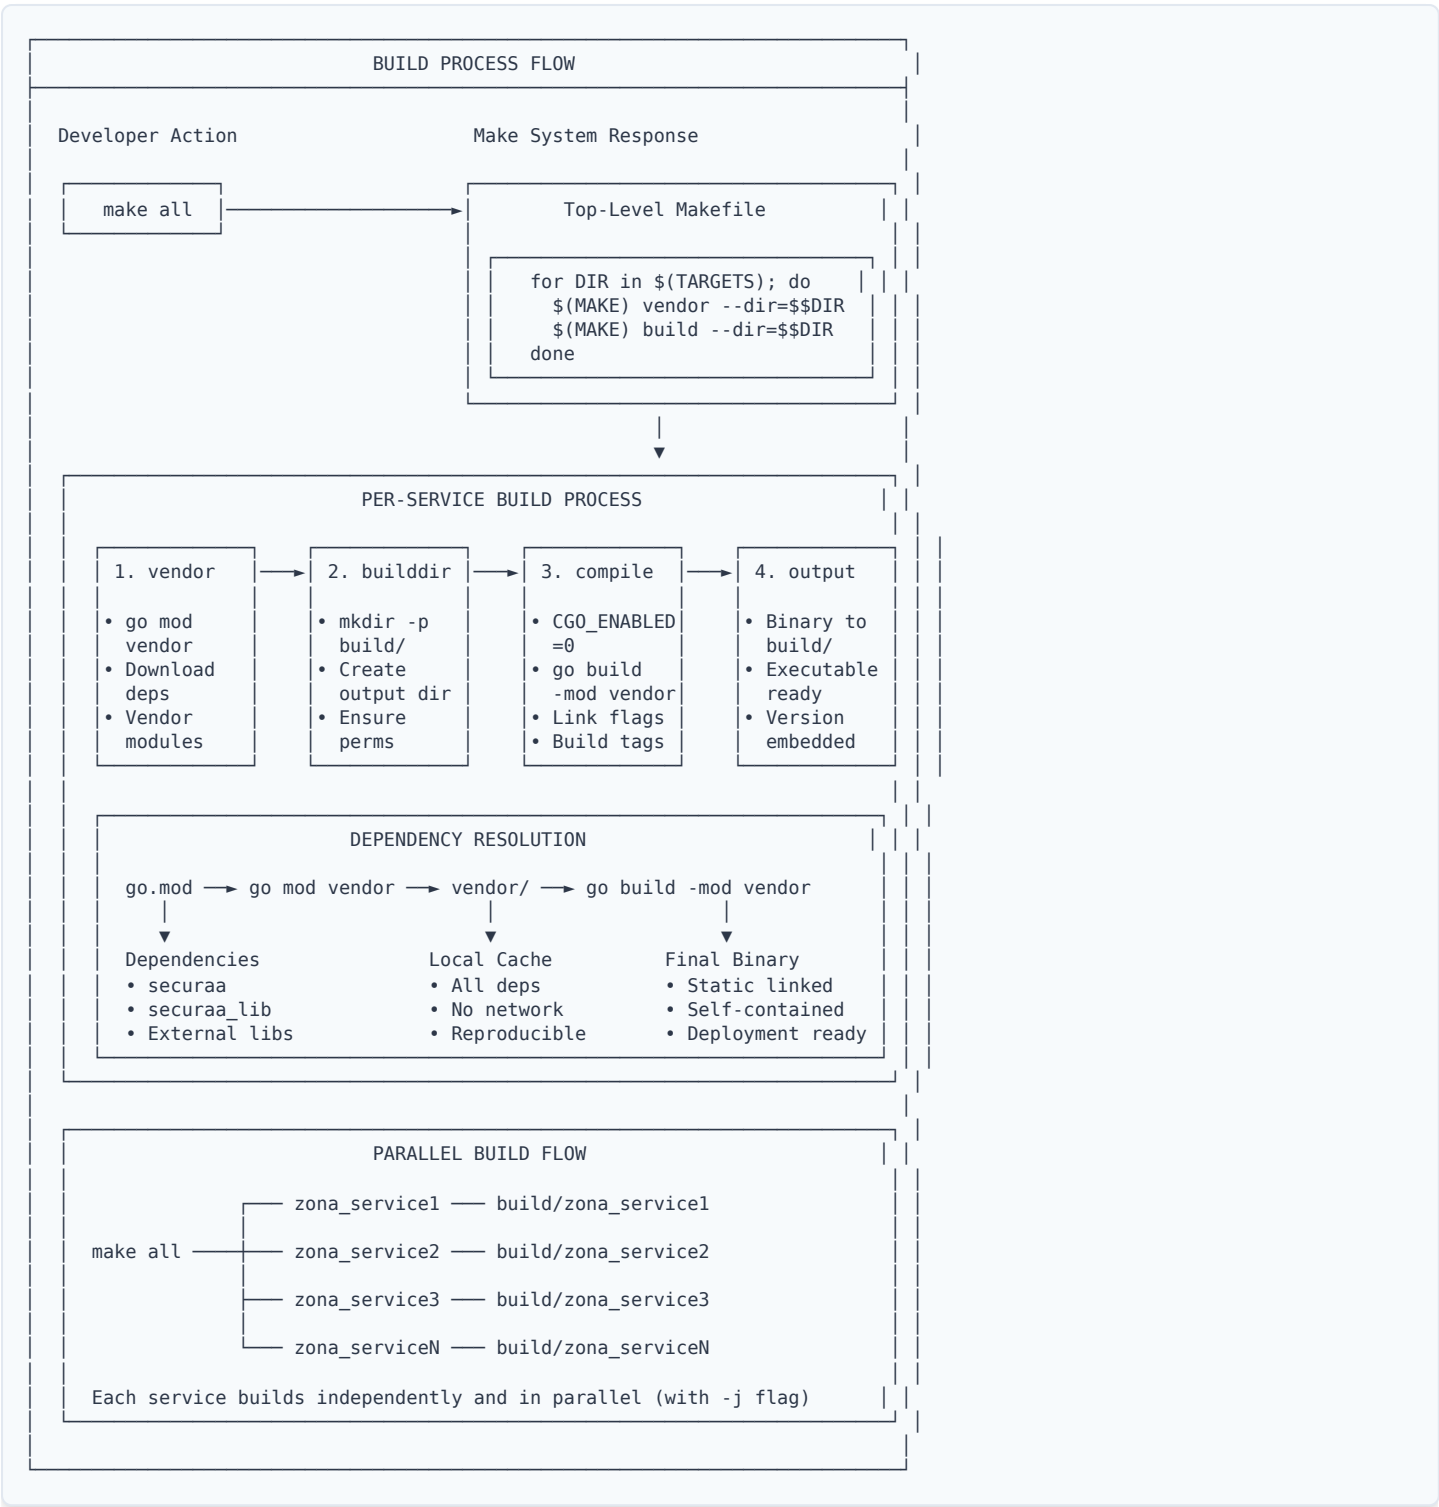 BUILD PROCESS FLOW
Developer Action Make System Response
make all Top-Level Makefile
for DIR in $(TARGETS); do
$(MAKE) vendor --dir=$$DIR
$(MAKE) build --dir=$$DIR
done
PER-SERVICE BUILD PROCESS
1. vendor 2. builddir 3. compile 4. output
• go mod • mkdir -p • CGO_ENABLED • Binary to
vendor build/ =0 build/
• Download • Create • go build • Executable
deps output dir -mod vendor ready
• Vendor • Ensure • Link flags • Version
modules perms • Build tags embedded
DEPENDENCY RESOLUTION
go.mod ──► go mod vendor ──► vendor/ ──► go build -mod vendor
Dependencies Local Cache Final Binary
• securaa • All deps • Static linked
• securaa_lib • No network • Self-contained
• External libs • Reproducible • Deployment ready
PARALLEL BUILD FLOW
zona_service1 ─── build/zona_service1
make all zona_service2 ─── build/zona_service2
zona_service3 ─── build/zona_service3
zona_serviceN ─── build/zona_serviceN
Each service builds independently and in parallel (with -j flag)